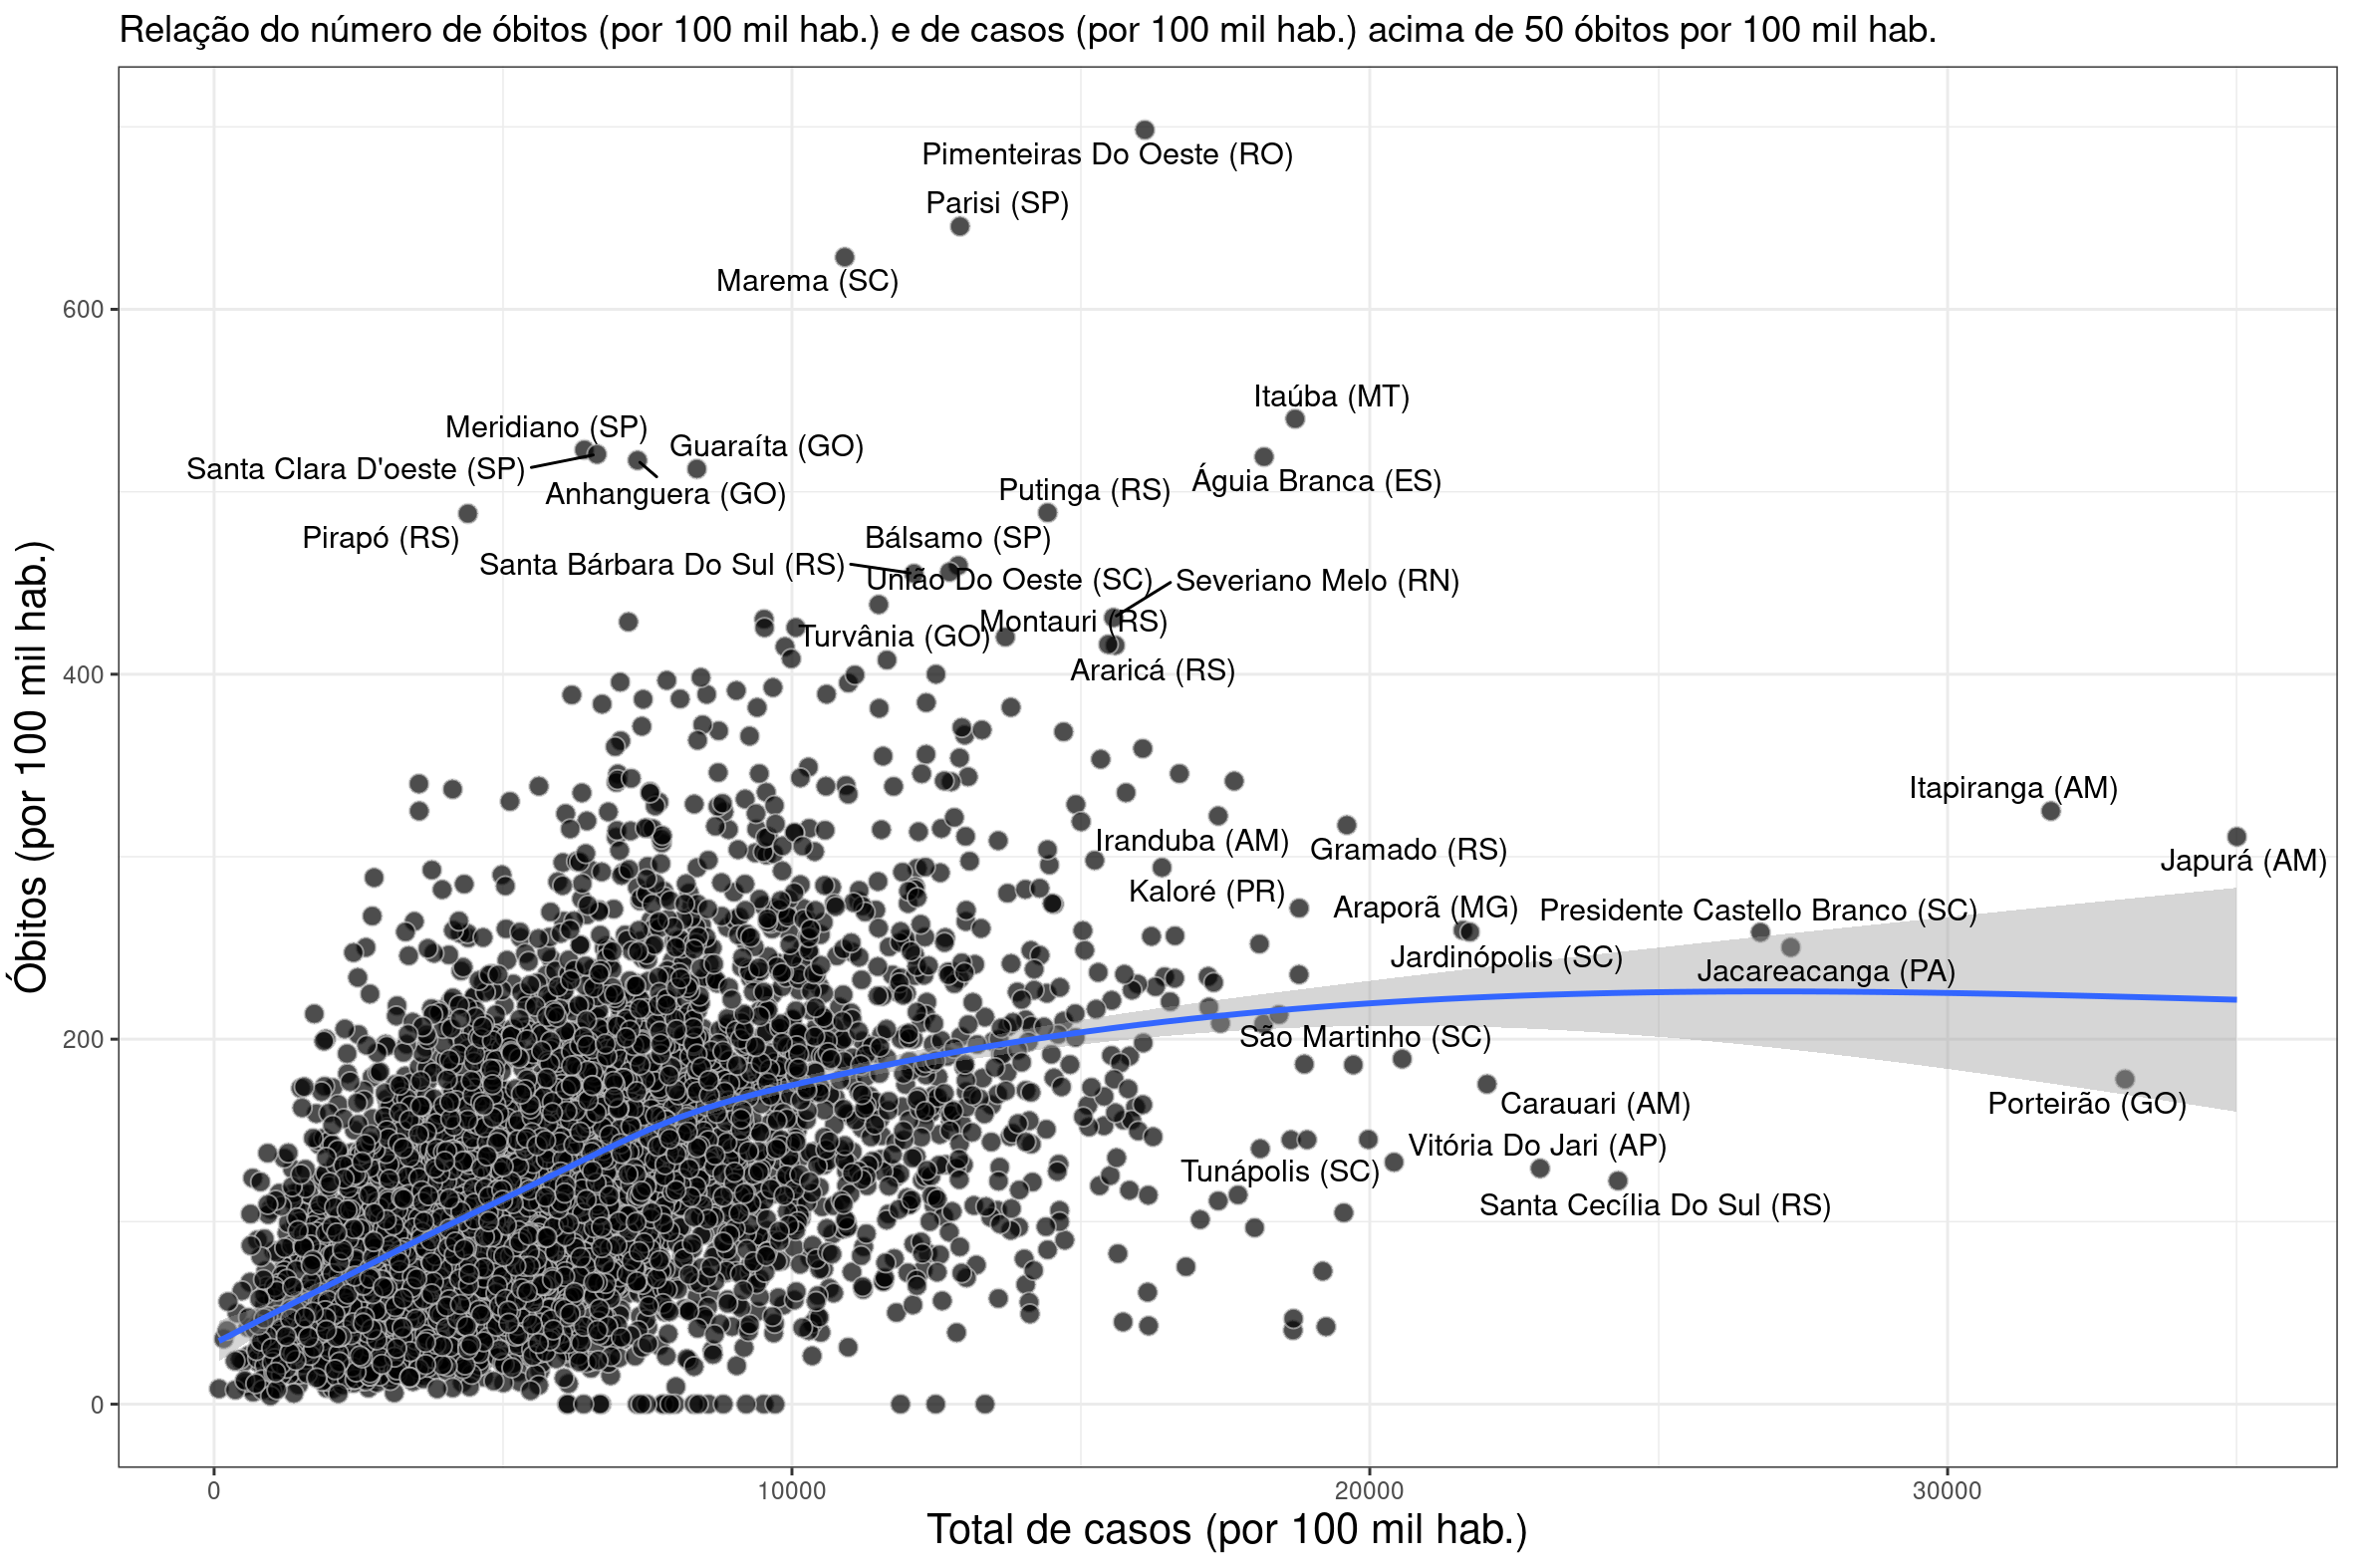 Relação do número de óbitos (por 100 mil hab.) e de casos (por 100 mil hab.) acima de 50 óbitos por 100 mil hab.
Pimenteiras Do Oeste (RO)
Parisi (SP)
Marema (SC)
600
Itaúba (MT)
Meridiano (SP)
Guaraíta (GO)
Santa Clara D'oeste (SP)
Águia Branca (ES)
Anhanguera (GO)
Putinga (RS)
Pirapó (RS)
Bálsamo (SP)
Santa Bárbara Do Sul (RS)
União Do Oeste (SC)
Severiano Melo (RN)
Montauri (RS)
Turvânia (GO)
Araricá (RS)
400
Itapiranga (AM)
Iranduba (AM)
Gramado (RS)
Japurá (AM)
Kaloré (PR)
Araporã (MG)
Presidente Castello Branco (SC)
Jardinópolis (SC)
Jacareacanga (PA)
200
São Martinho (SC)
Carauari (AM)
Porteirão (GO)
Vitória Do Jari (AP)
Tunápolis (SC)
Santa Cecília Do Sul (RS)
0
Óbitos (por 100 mil hab.)
0
10000
20000
30000
Total de casos (por 100 mil hab.)